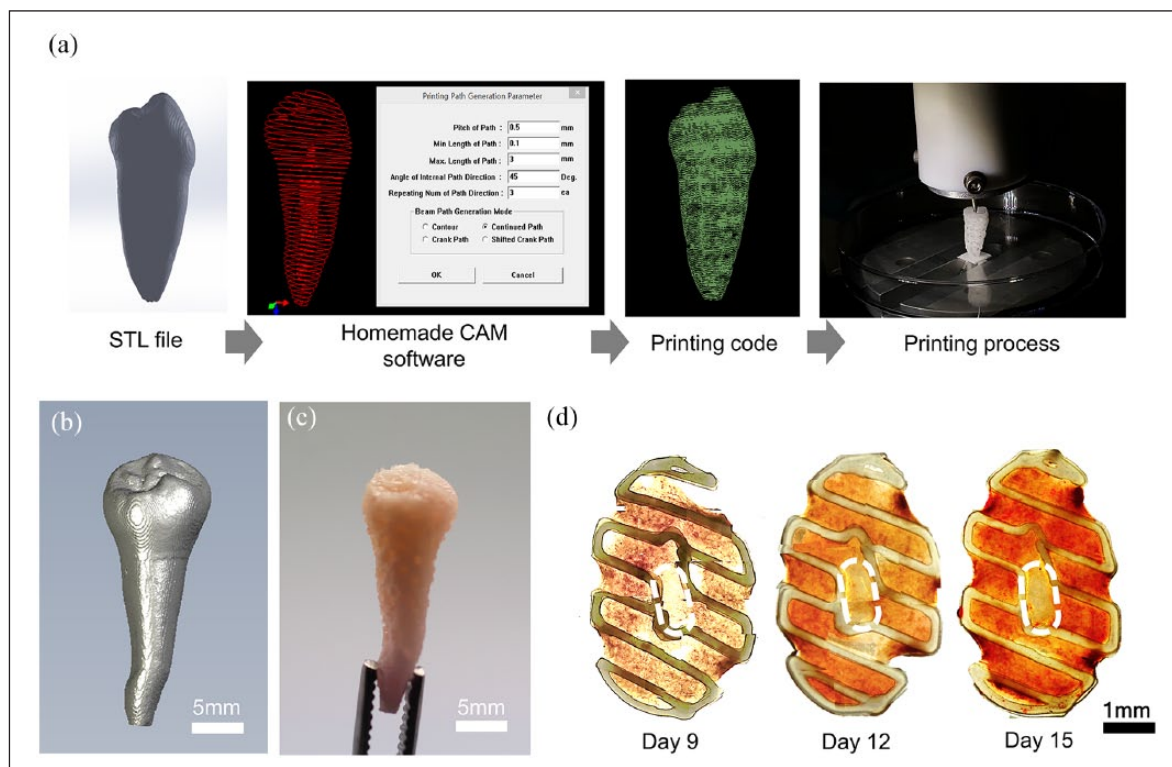 (a)
Printing Path Generation Parameter
Pitch of Path : 0.5 mm
Min Length of Path : 0.1 mm
Max. Length of Path : 3 mm
Angle of Internal Path Direction : 45 Deg.
Repeating Num of Path Direction : 3 ea
Beam Path Generation Mode
Contour Continued Path
Crank Path Shifted Crank Path
OK Cancel
STL file
Homemade CAM
software
Printing code
Printing process
(b)
5mm
(c)
5mm
(d)
Day 9
Day 12
Day 15
1mm